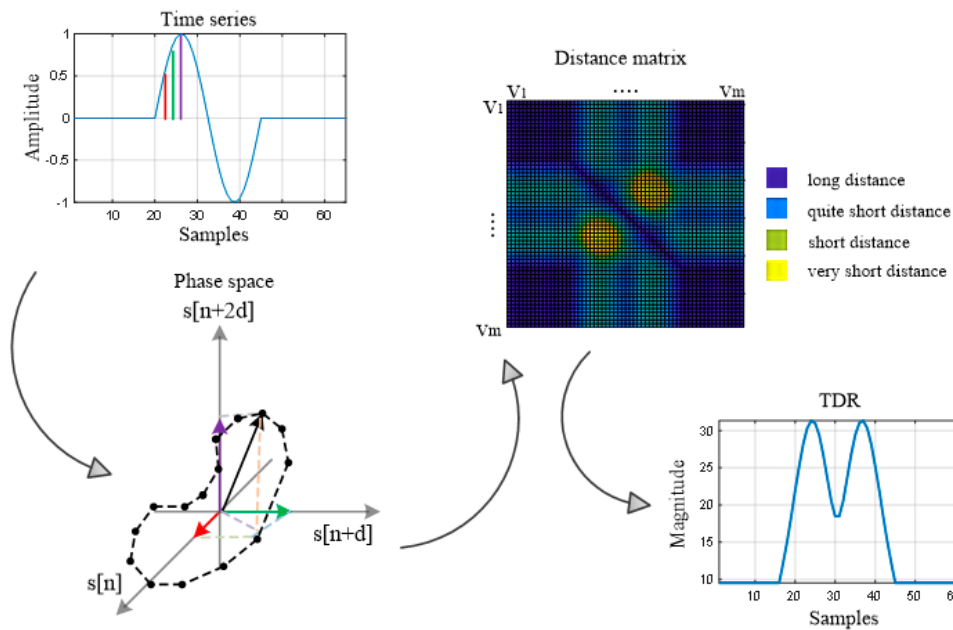 Time series
1
0.5
0
-0.5
-1
Amplitude
10 20 30 40 50 60
Samples
Phase space
s[n+2d]
s[n+d]
s[n]
Distance matrix
V1 .... Vm
V1
....
Vm
long distance
quite short distance
short distance
very short distance
TDR
30
25
20
15
10
Magnitude
10 20 30 40 50 60
Samples